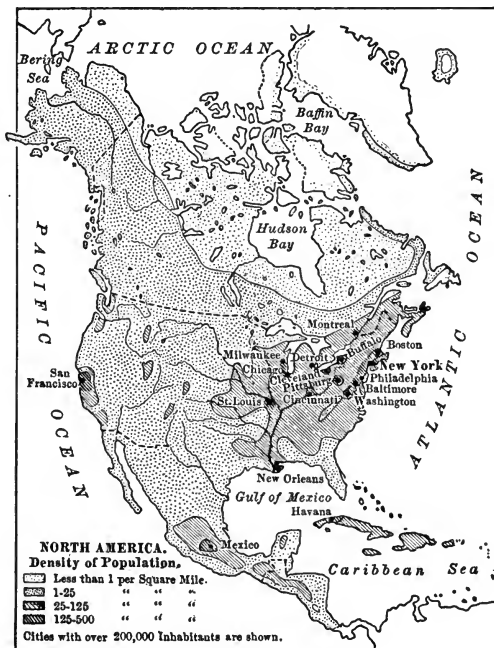 ARCTIC OCEAN
Bering
Sea
Baffin
Bay
Hudson
Bay
PACIFIC
OCEAN
ATLANTIC
OCEAN
Montreal
Milwaukee
Detroit
Buffalo
Boston
Chicago
Cleveland
New York
Pittsburg
Philadelphia
Baltimore
San
Francisco
St. Louis
Cincinnati
Washington
New Orleans
Gulf of Mexico
Havana
Mexico
Caribbean Sea
NORTH AMERICA.
Density of Population.
Less than 1 per Square Mile.
1-25 " " "
25-125 " " "
125-500 " " "
Cities with over 200,000 Inhabitants are shown.